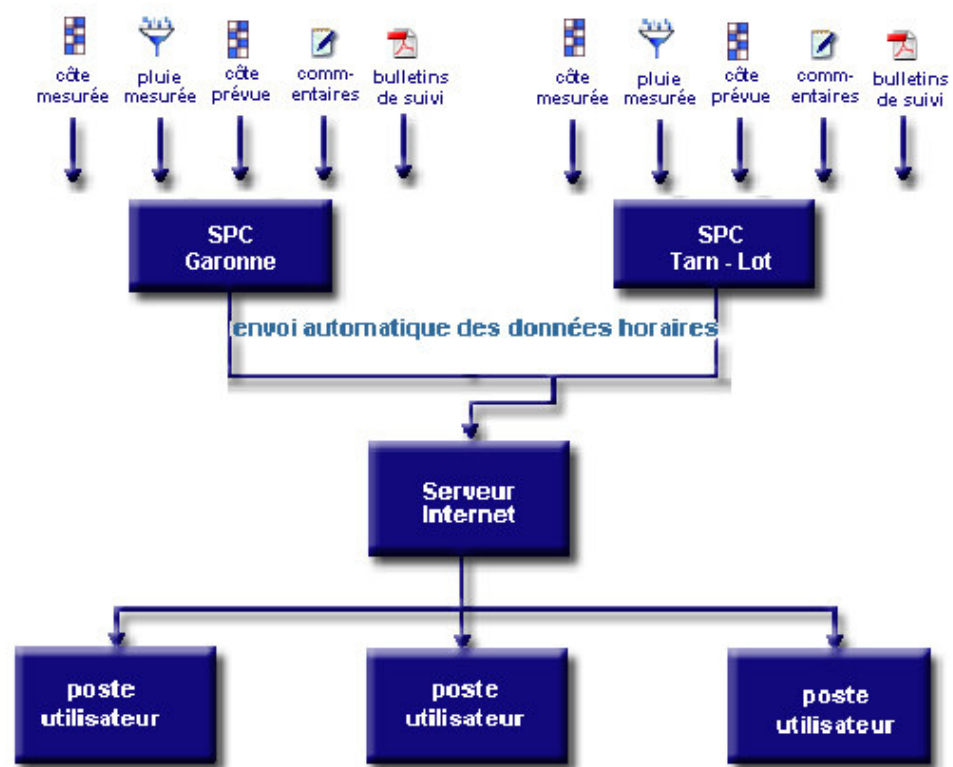 côte
mesurée
pluie
mesurée
côte
prévue
comm-
entaires
bulletins
de suivi
côte
mesurée
pluie
mesurée
côte
prévue
comm-
entaires
bulletins
de suivi
SPC
Garonne
SPC
Tarn - Lot
envoi automatique des données horaires
Serveur
Internet
poste
utilisateur
poste
utilisateur
poste
utilisateur